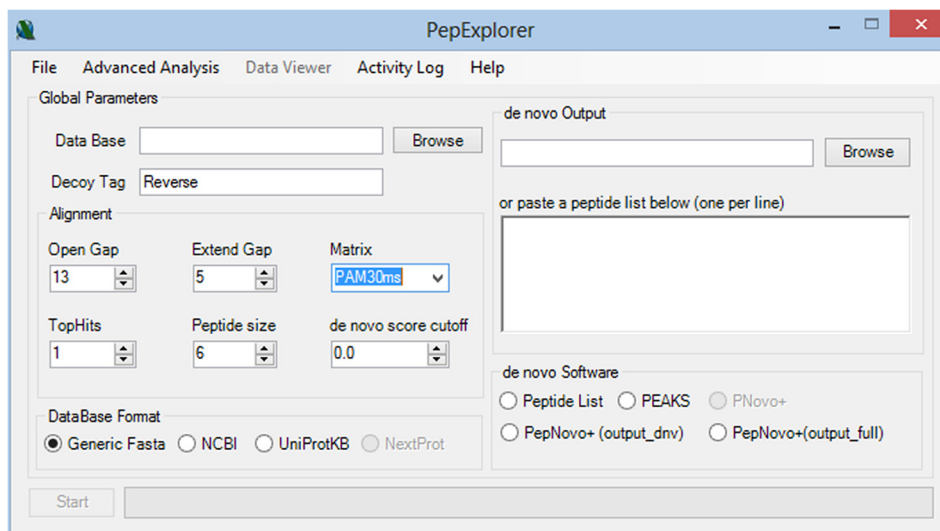 PepExplorer
File Advanced Analysis Data Viewer Activity Log Help
Global Parameters
Data Base Browse
Decoy Tag Reverse
Alignment
Open Gap Extend Gap Matrix
13 5 PAM30ms
TopHits Peptide size de novo score cutoff
1 6 0.0
DataBase Format
Generic Fasta NCBI UniProtKB NextProt
de novo Output
Browse
or paste a peptide list below (one per line)
de novo Software
Peptide List PEAKS PNovo+
PepNovo+ (output_dnv) PepNovo+(output_full)
Start